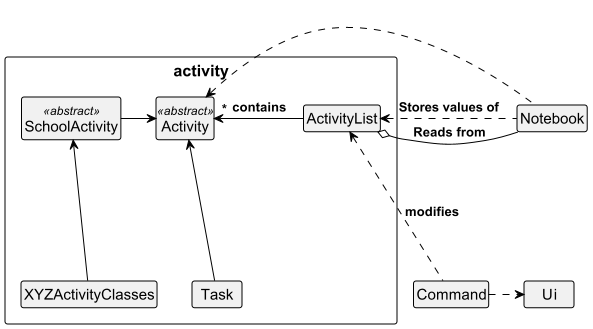 activity
«abstract»
SchoolActivity
«abstract»
Activity
* contains
ActivityList
Stores values of
Reads from
Notebook
modifies
XYZActivityClasses
Task
Command
Ui